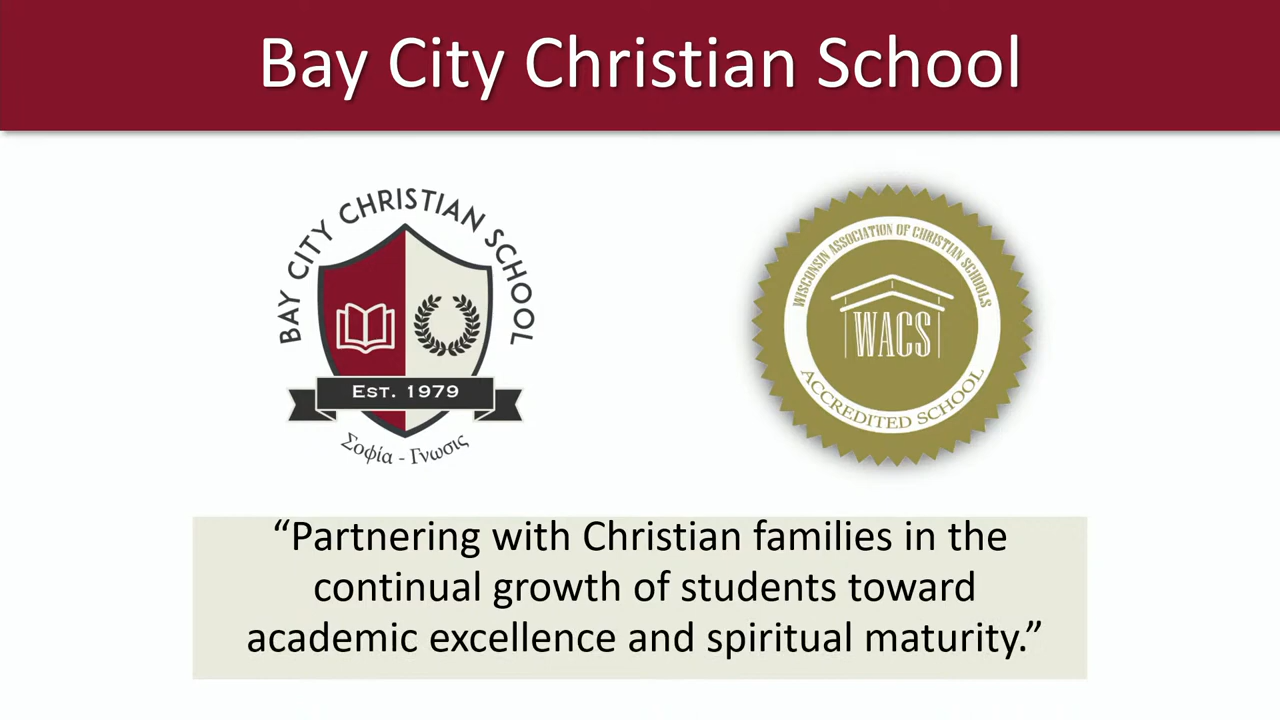 Bay City Christian School
BAY CITY CHRISTIAN SCHOOL
EST. 1979
Σοφία - Γνωσις
WISCONSIN ASSOCIATION OF CHRISTIAN SCHOOLS
WACS
ACCREDITED SCHOOL
“Partnering with Christian families in the
continual growth of students toward
academic excellence and spiritual maturity.”